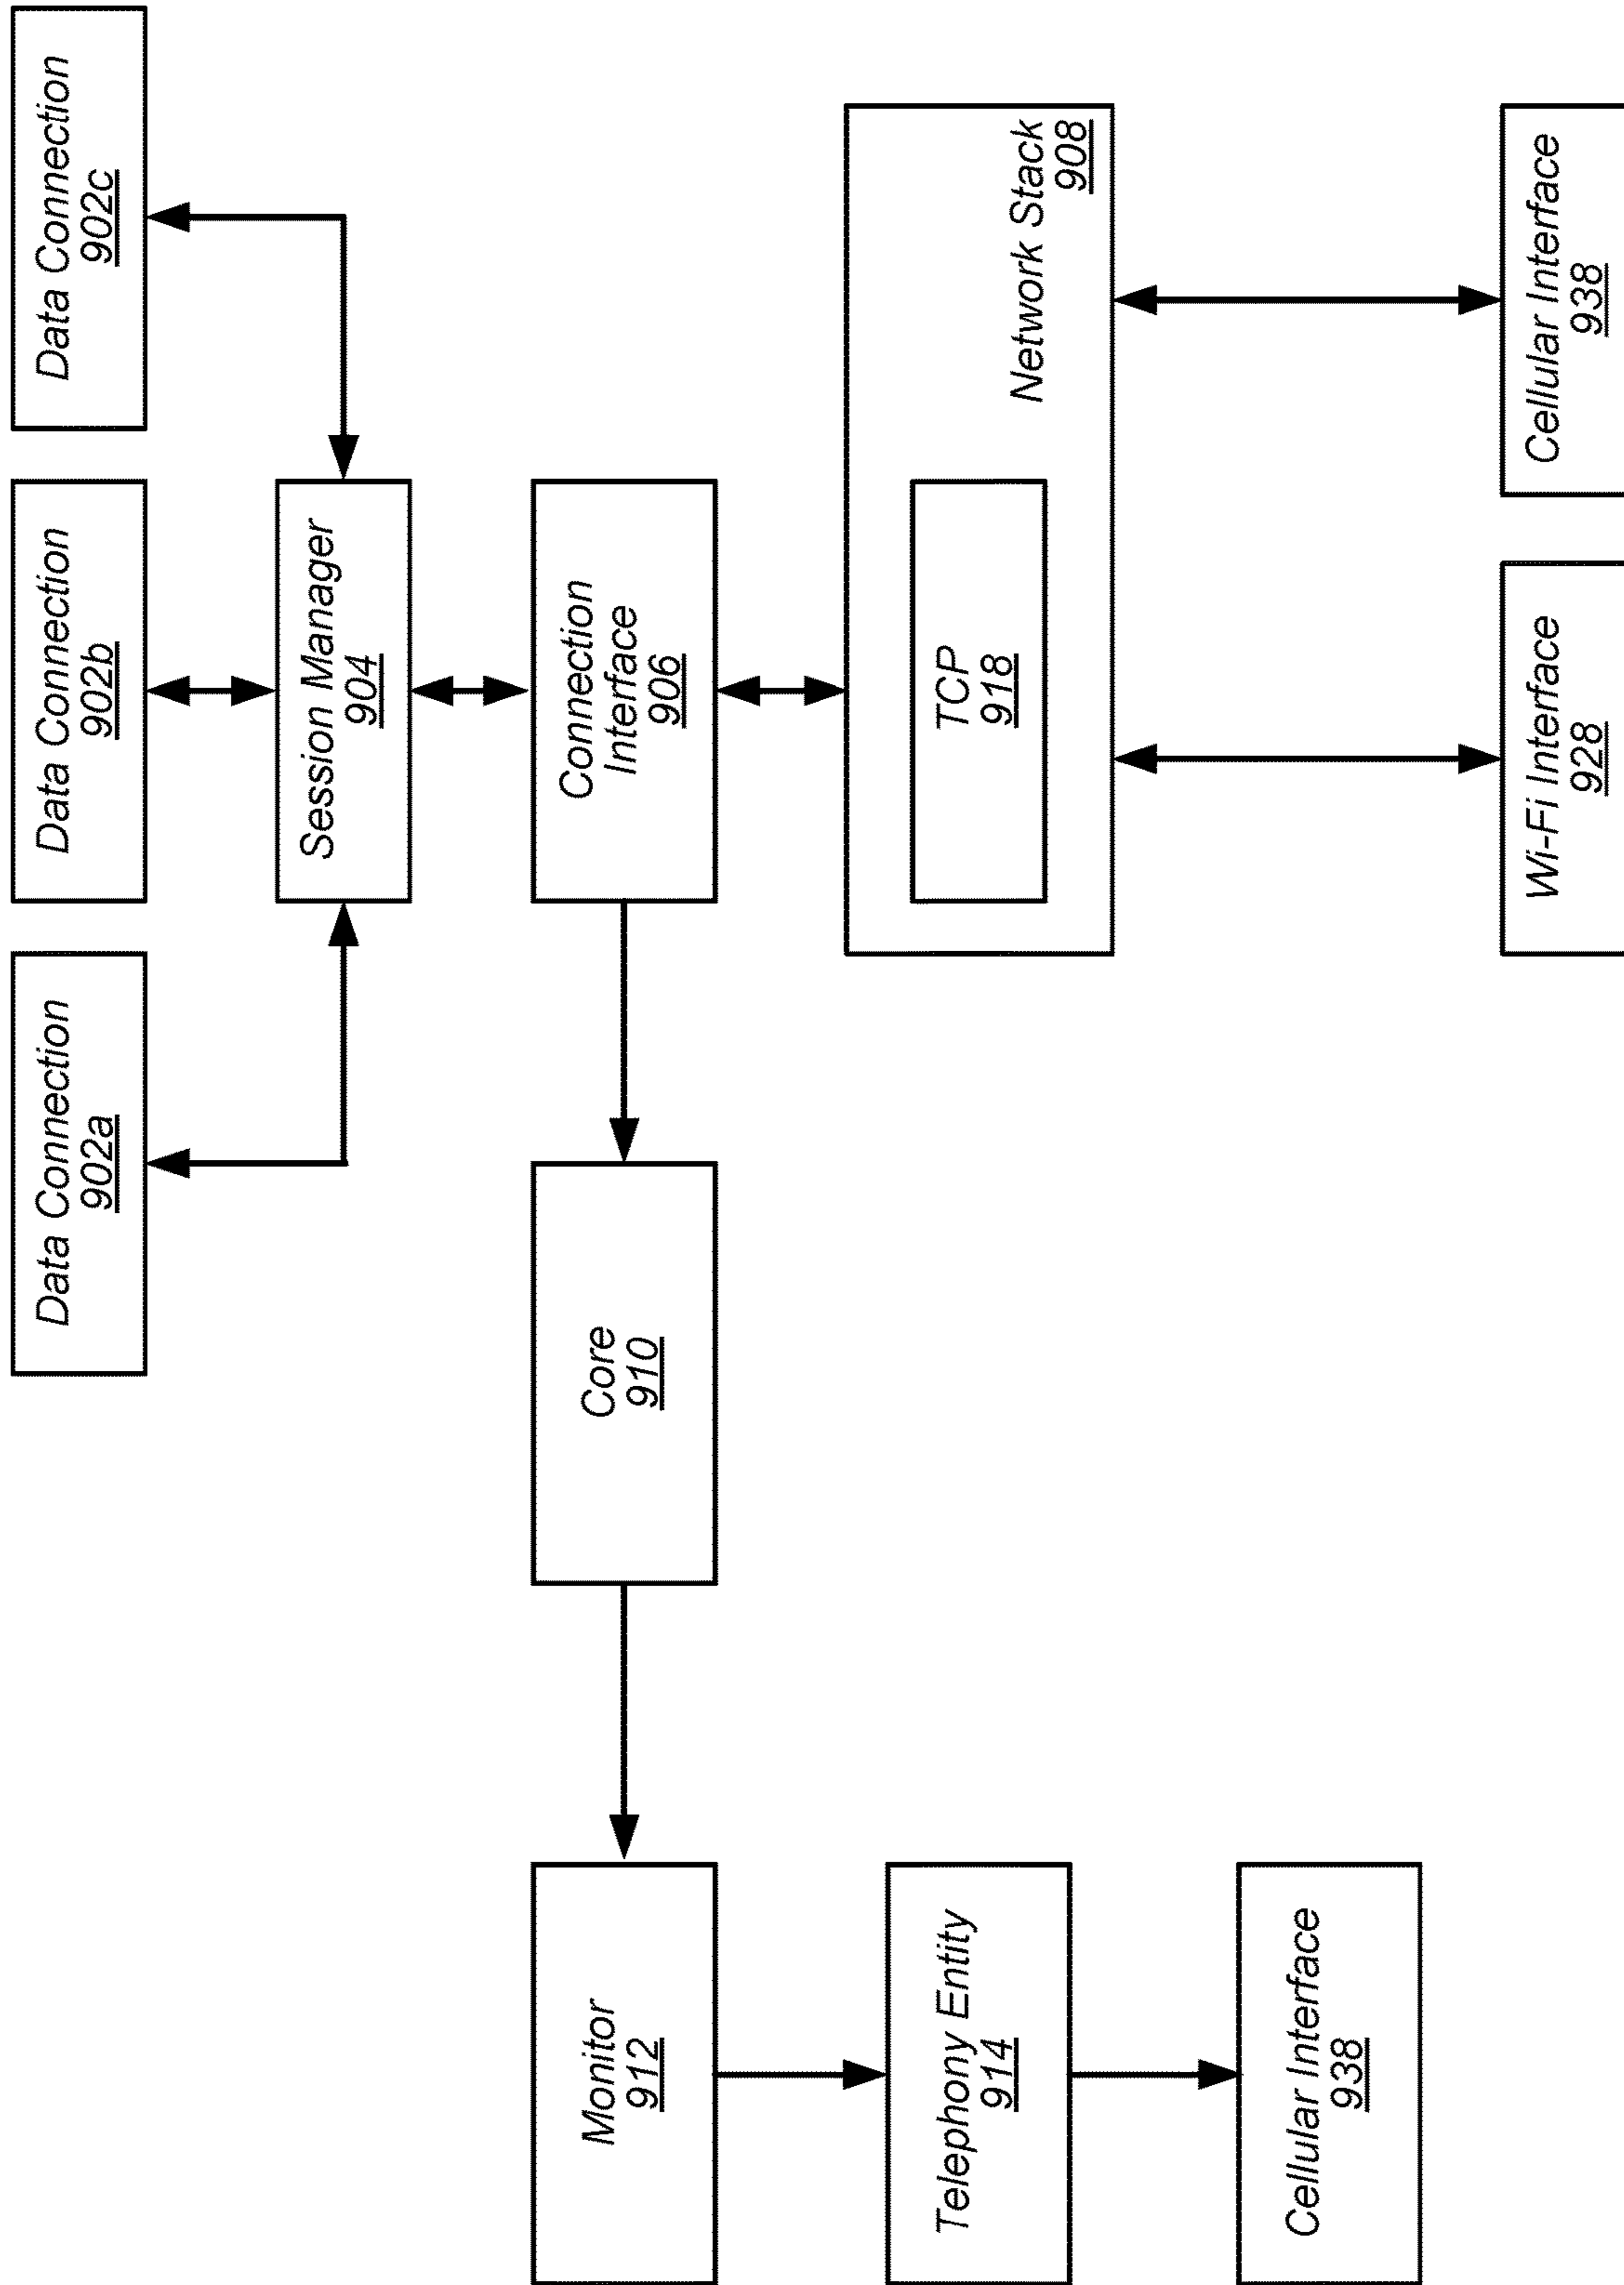 Data Connection
902a
Data Connection
902b
Data Connection
902c
Session Manager
904
Monitor
912
Core
910
Connection
Interface
906
Telephony Entity
914
TCP
918
Network Stack
908
Cellular Interface
938
Wi-Fi Interface
928
Cellular Interface
938